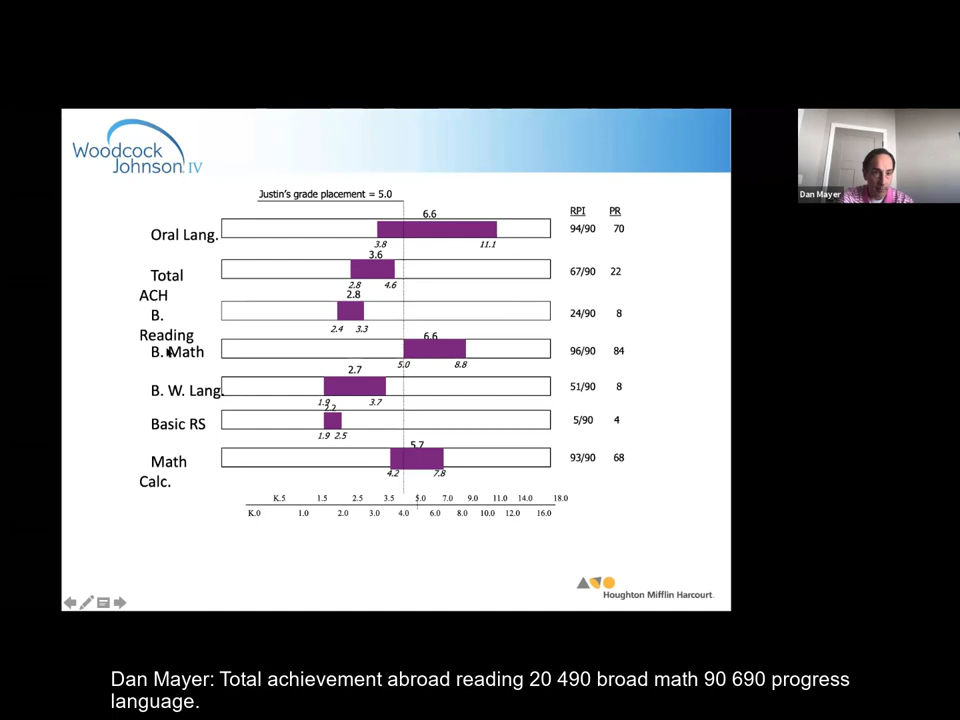 Woodcock
Johnson IV
Dan Mayer
Justin's grade placement = 5.0
RPI PR
6.6
Oral Lang. 94/90 70
3.8 11.1
3.6
Total 67/90 22
ACH
2.8 4.6
2.8
B. 24/90 8
Reading
2.4 3.3
6.6
B. Math 96/90 84
5.0 8.8
2.7
B. W. Lang. 51/90 8
1.9 3.7
2.2
Basic RS 5/90 4
1.9 2.5
5.7
Math 93/90 68
Calc.
4.2 7.8
K.5 1.5 2.5 3.5 5.0 7.0 9.0 11.0 14.0 18.0
K.0 1.0 2.0 3.0 4.0 6.0 8.0 10.0 12.0 16.0
Houghton Mifflin Harcourt
Dan Mayer: Total achievement abroad reading 20 490 broad math 90 690 progress
language.